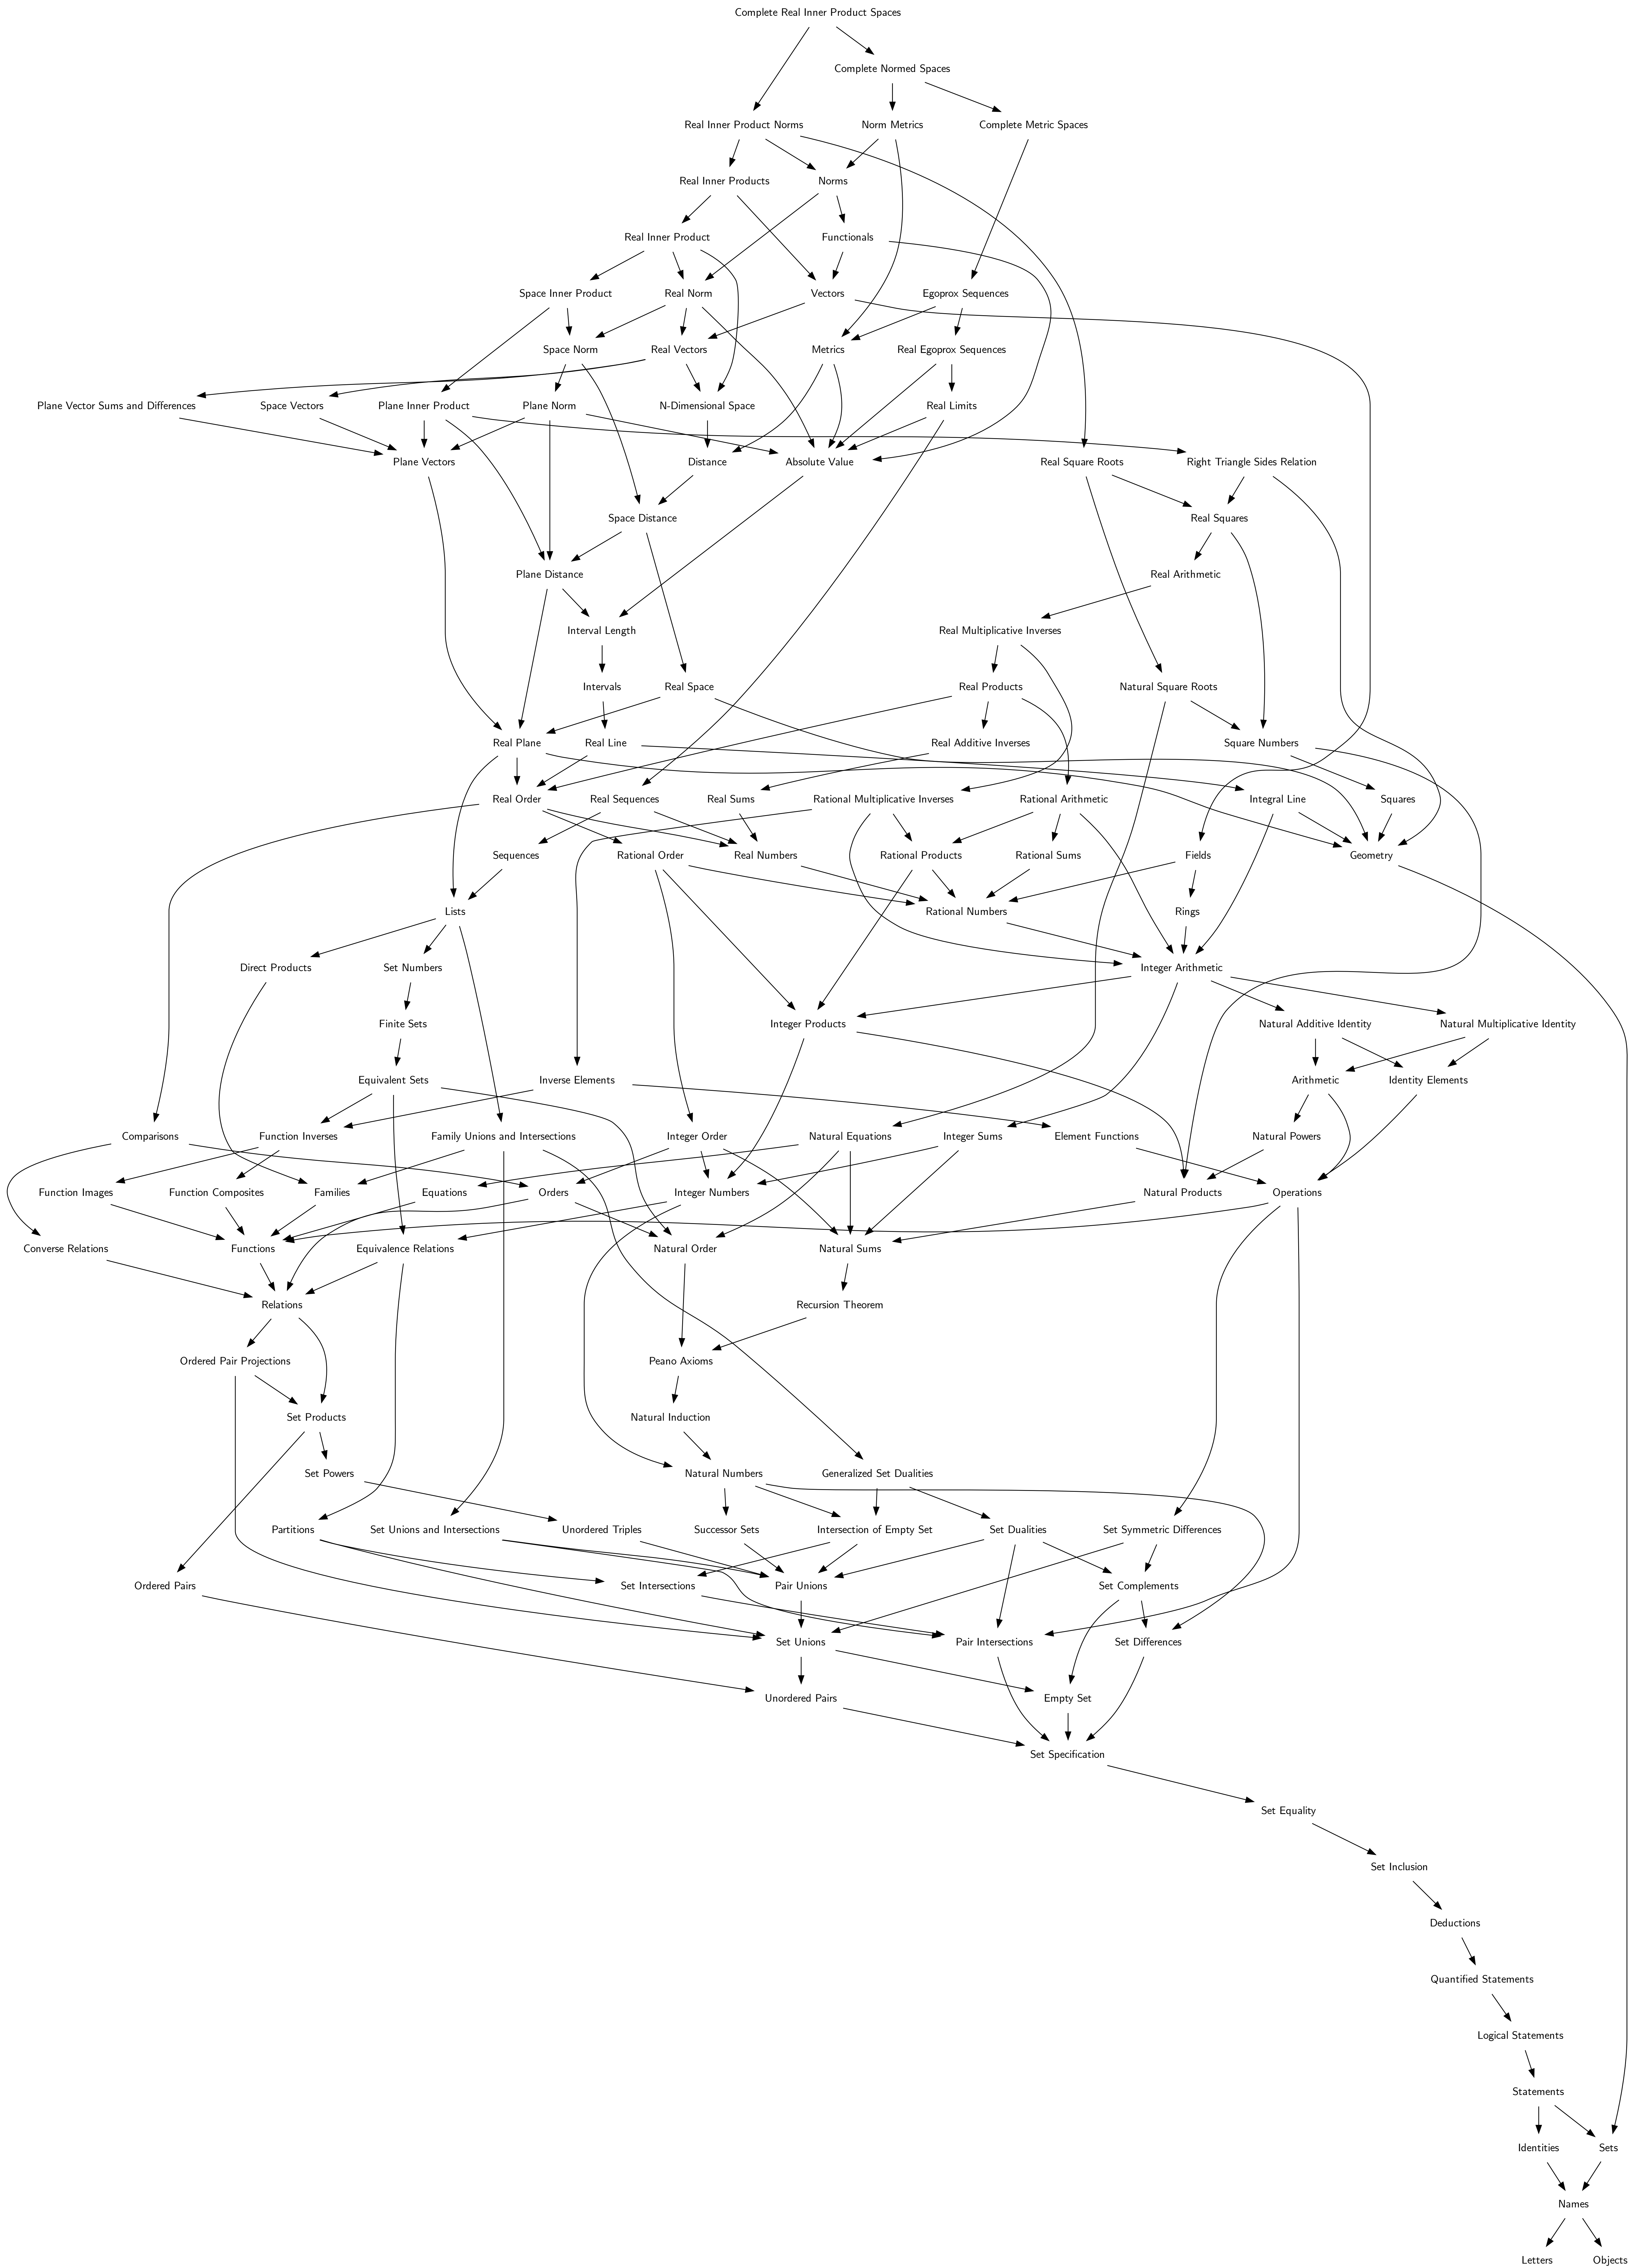 Complete Real Inner Product Spaces
Complete Normed Spaces
Real Inner Product Norms
Norm Metrics
Complete Metric Spaces
Real Inner Products
Norms
Real Inner Product
Functionals
Space Inner Product
Real Norm
Vectors
Egoprox Sequences
Space Norm
Real Vectors
Metrics
Real Egoprox Sequences
Plane Vector Sums and Differences
Space Vectors
Plane Inner Product
Plane Norm
N-Dimensional Space
Real Limits
Plane Vectors
Distance
Absolute Value
Real Square Roots
Right Triangle Sides Relation
Space Distance
Real Squares
Plane Distance
Real Arithmetic
Interval Length
Real Multiplicative Inverses
Intervals
Real Space
Real Products
Natural Square Roots
Real Plane
Real Line
Real Additive Inverses
Square Numbers
Real Order
Real Sequences
Real Sums
Rational Multiplicative Inverses
Rational Arithmetic
Integral Line
Squares
Sequences
Rational Order
Real Numbers
Rational Products
Rational Sums
Fields
Geometry
Lists
Rational Numbers
Rings
Direct Products
Set Numbers
Integer Arithmetic
Finite Sets
Integer Products
Natural Additive Identity
Natural Multiplicative Identity
Equivalent Sets
Inverse Elements
Arithmetic
Identity Elements
Comparisons
Function Inverses
Family Unions and Intersections
Integer Order
Natural Equations
Integer Sums
Element Functions
Natural Powers
Function Images
Function Composites
Families
Equations
Orders
Integer Numbers
Natural Products
Operations
Converse Relations
Functions
Equivalence Relations
Natural Order
Natural Sums
Relations
Recursion Theorem
Ordered Pair Projections
Peano Axioms
Set Products
Natural Induction
Set Powers
Natural Numbers
Generalized Set Dualities
Partitions
Set Unions and Intersections
Unordered Triples
Successor Sets
Intersection of Empty Set
Set Dualities
Set Symmetric Differences
Ordered Pairs
Set Intersections
Pair Unions
Set Complements
Set Unions
Pair Intersections
Set Differences
Unordered Pairs
Empty Set
Set Specification
Set Equality
Set Inclusion
Deductions
Quantified Statements
Logical Statements
Statements
Identities
Sets
Names
Letters
Objects